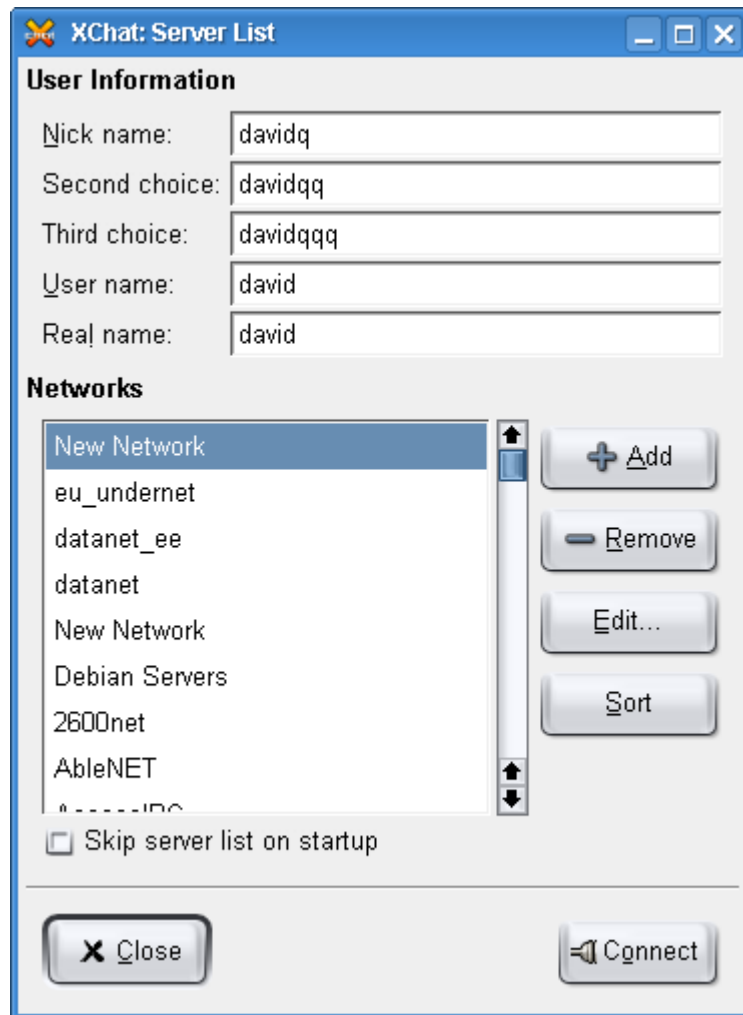 XChat: Server List
User Information
Nick name: davidq
Second choice: davidqq
Third choice: davidqqq
User name: david
Real name: david
Networks
New Network
eu_undernet
datanet_ee
datanet
New Network
Debian Servers
2600net
AbleNET
Add
Remove
Edit...
Sort
Skip server list on startup
Close
Connect